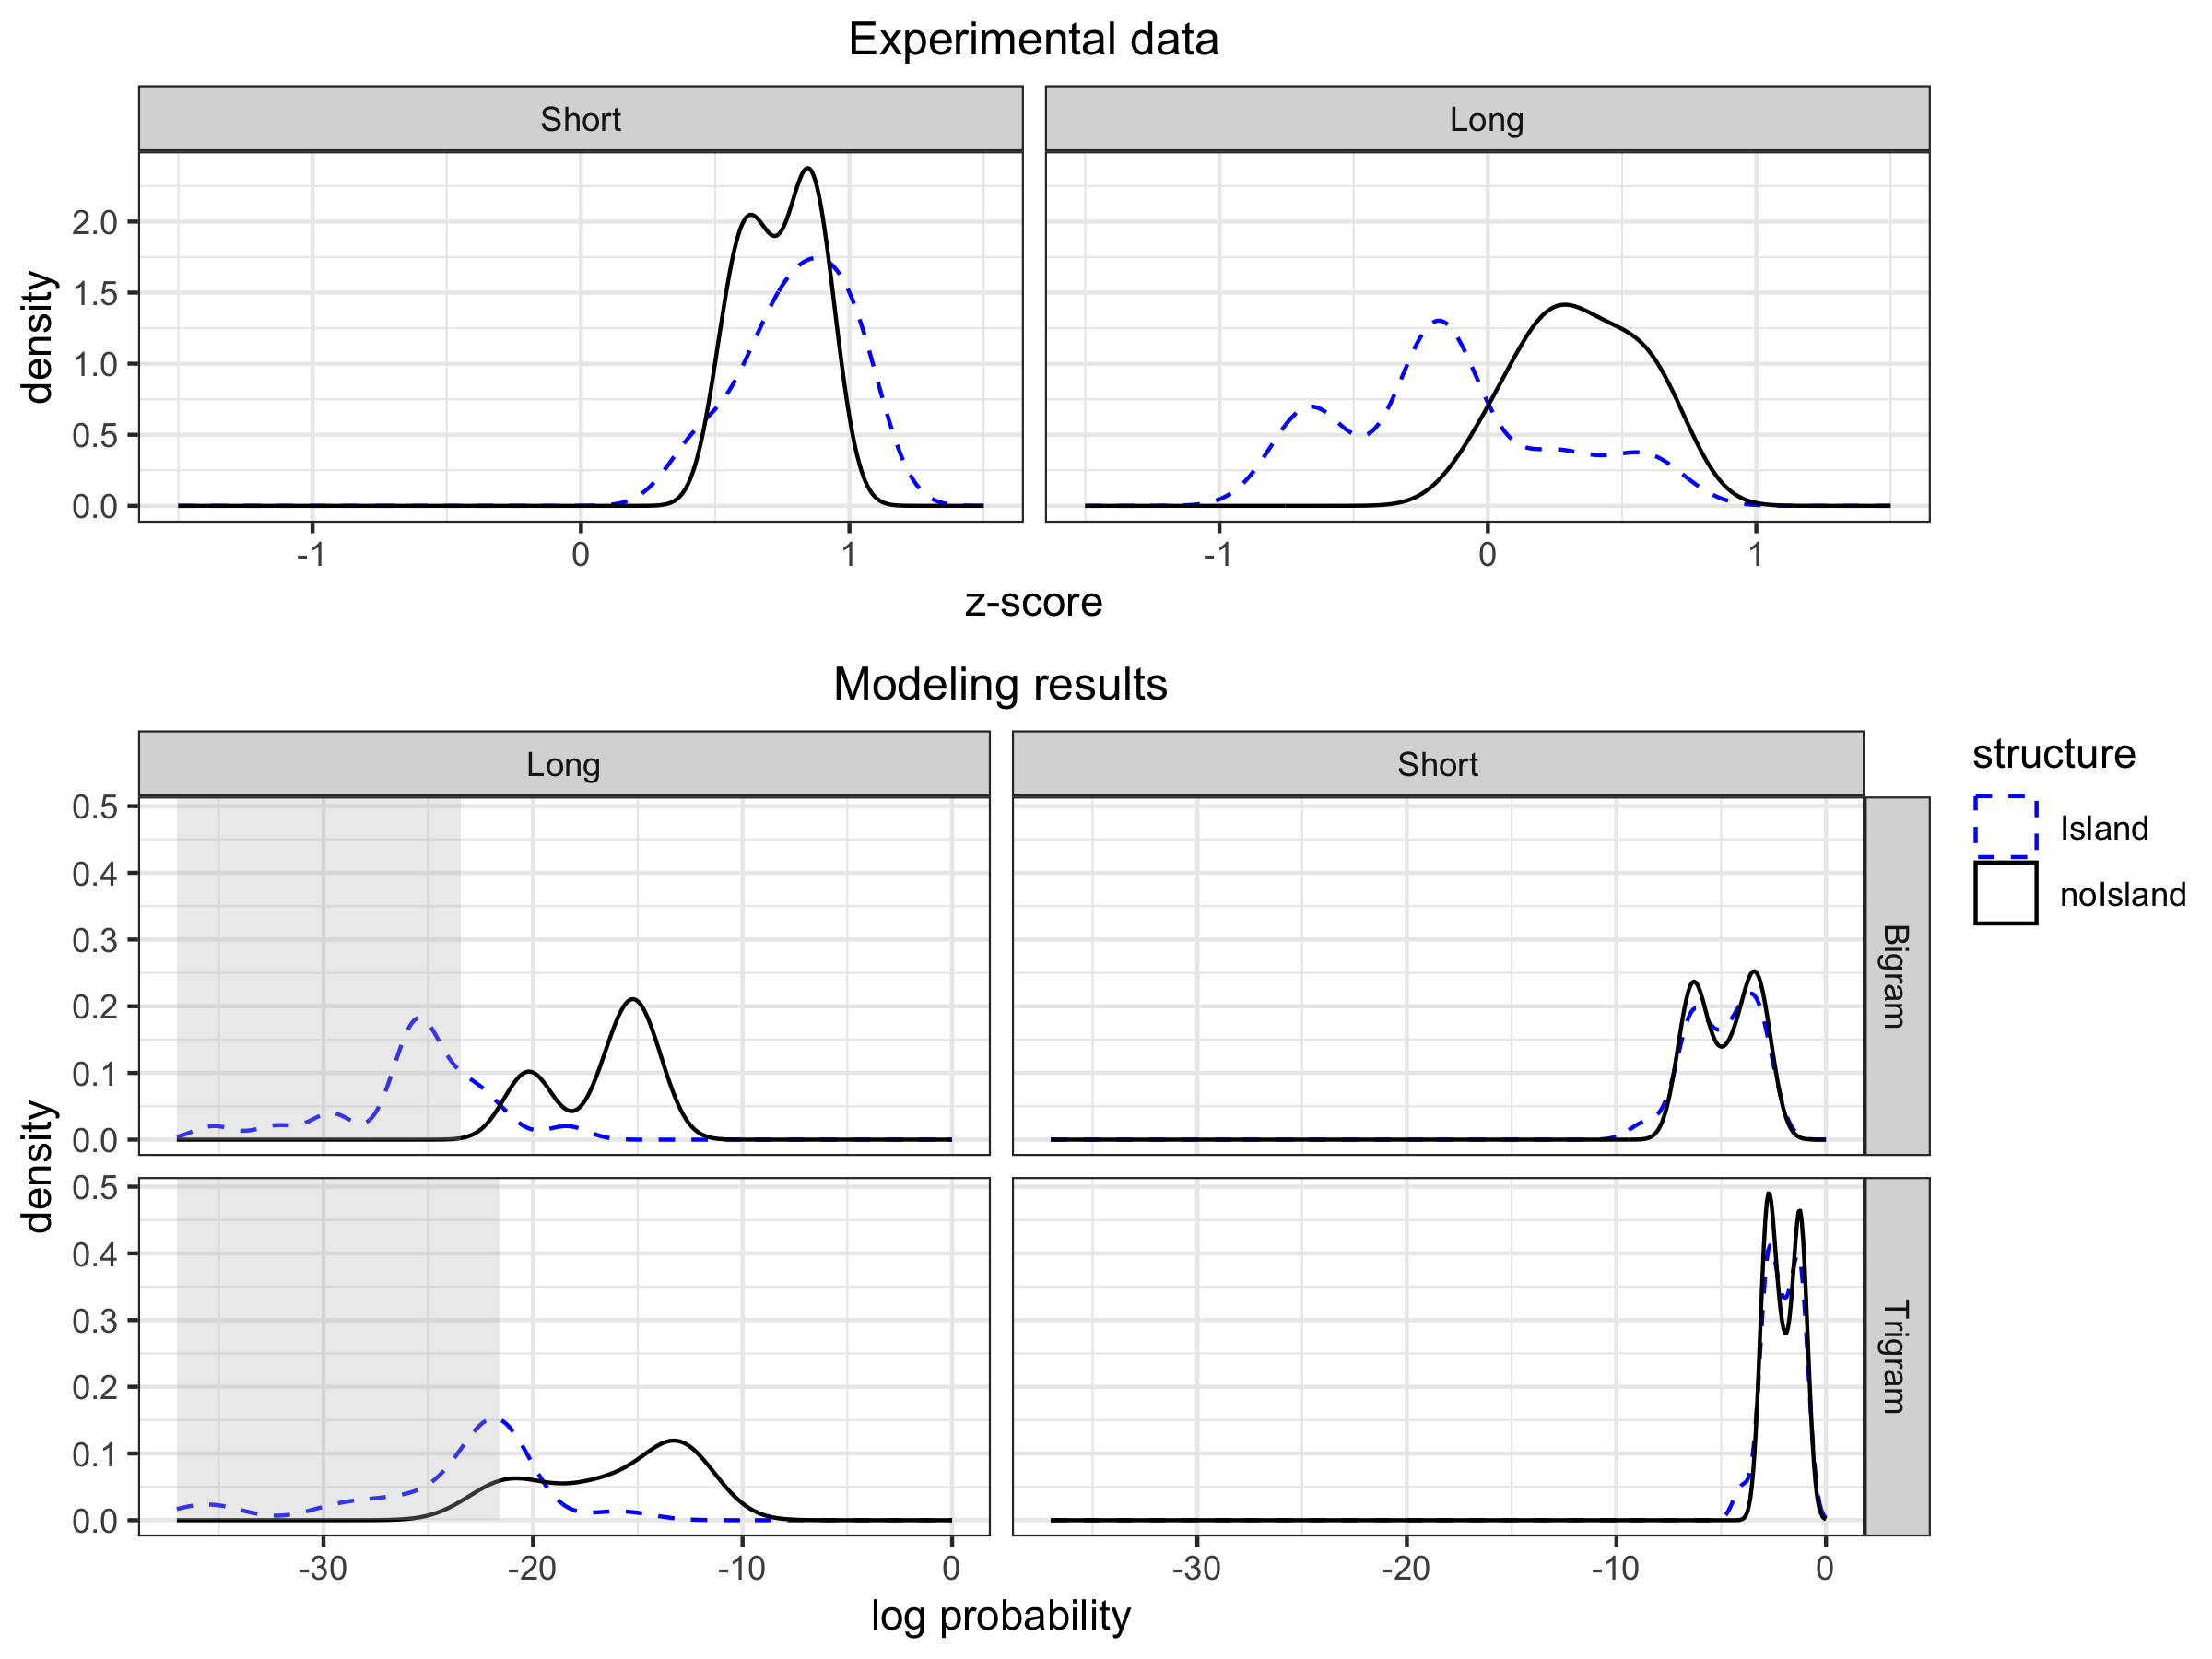 Experimental data
Short
Long
density
2.0
1.5
1.0
0.5
0.0
-1 0 1
-1 0 1
z-score
Modeling results
Long
Short
structure
Island
noIsland
Bigram
0.5
0.4
0.3
0.2
0.1
0.0
density
Trigram
0.5
0.4
0.3
0.2
0.1
0.0
-30 -20 -10 0
-30 -20 -10 0
log probability